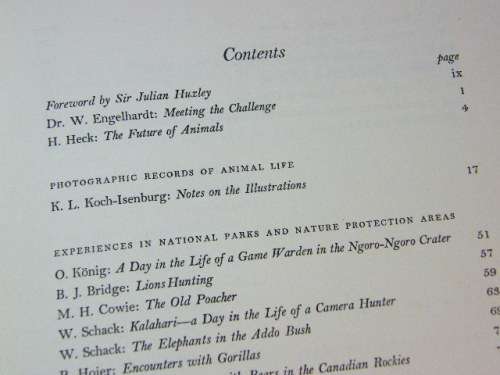 Contents
page
Foreword by Sir Julian Huxley ix
Dr. W. Engelhardt: Meeting the Challenge 1
H. Heck: The Future of Animals 4
PHOTOGRAPHIC RECORDS OF ANIMAL LIFE
K. L. Koch-Isenburg: Notes on the Illustrations 17
EXPERIENCES IN NATIONAL PARKS AND NATURE PROTECTION AREAS
O. König: A Day in the Life of a Game Warden in the Ngoro-Ngoro Crater 51
B. J. Bridge: Lions Hunting 57
M. H. Cowie: The Old Poacher 59
W. Schack: Kalahari—a Day in the Life of a Camera Hunter
W. Schack: The Elephants in the Addo Bush
Hoier: Encounters with Gorillas
with Bears in the Canadian Rockies